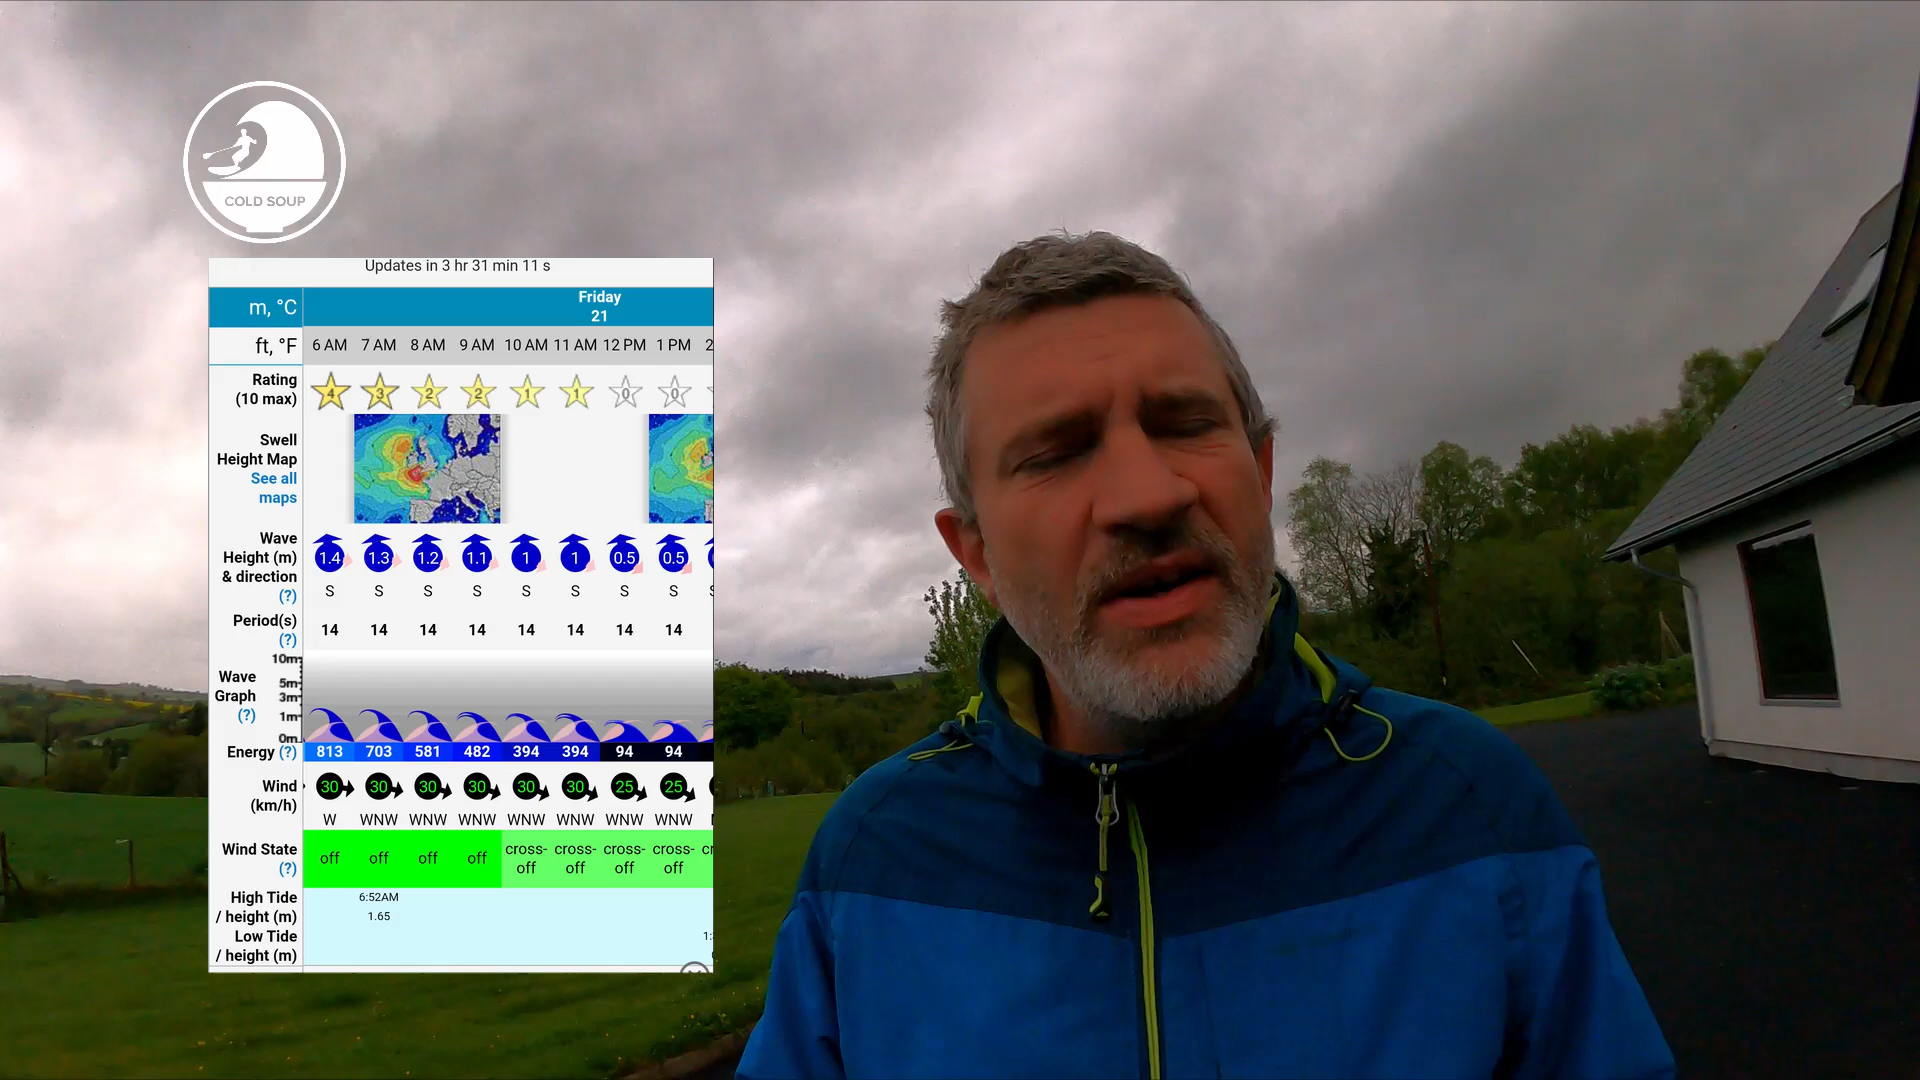 COLD SOUP
Updates in 3 hr 31 min 11 s
m, °C
Friday
21
ft, °F
6 AM 7 AM 8 AM 9 AM 10 AM 11 AM 12 PM 1 PM 2
Rating
(10 max)
4 3 2 2 1 1 0 0
Swell
Height Map
See all
maps
Wave
Height (m)
& direction
(?)
1.4 1.3 1.2 1.1 1 1 0.5 0.5
S S S S S S S S S
Period(s)
(?)
14 14 14 14 14 14 14 14
Wave
Graph
(?)
10m
5m
3m
1m
0m
Energy (?)
813 703 581 482 394 394 94 94
Wind
(km/h)
30 30 30 30 30 30 25 25
W WNW WNW WNW WNW WNW WNW WNW
Wind State
(?)
off off off off cross-off cross-off cross-off cross-off cr
High Tide
/ height (m)
6:52AM
1.65
Low Tide
/ height (m)
1: